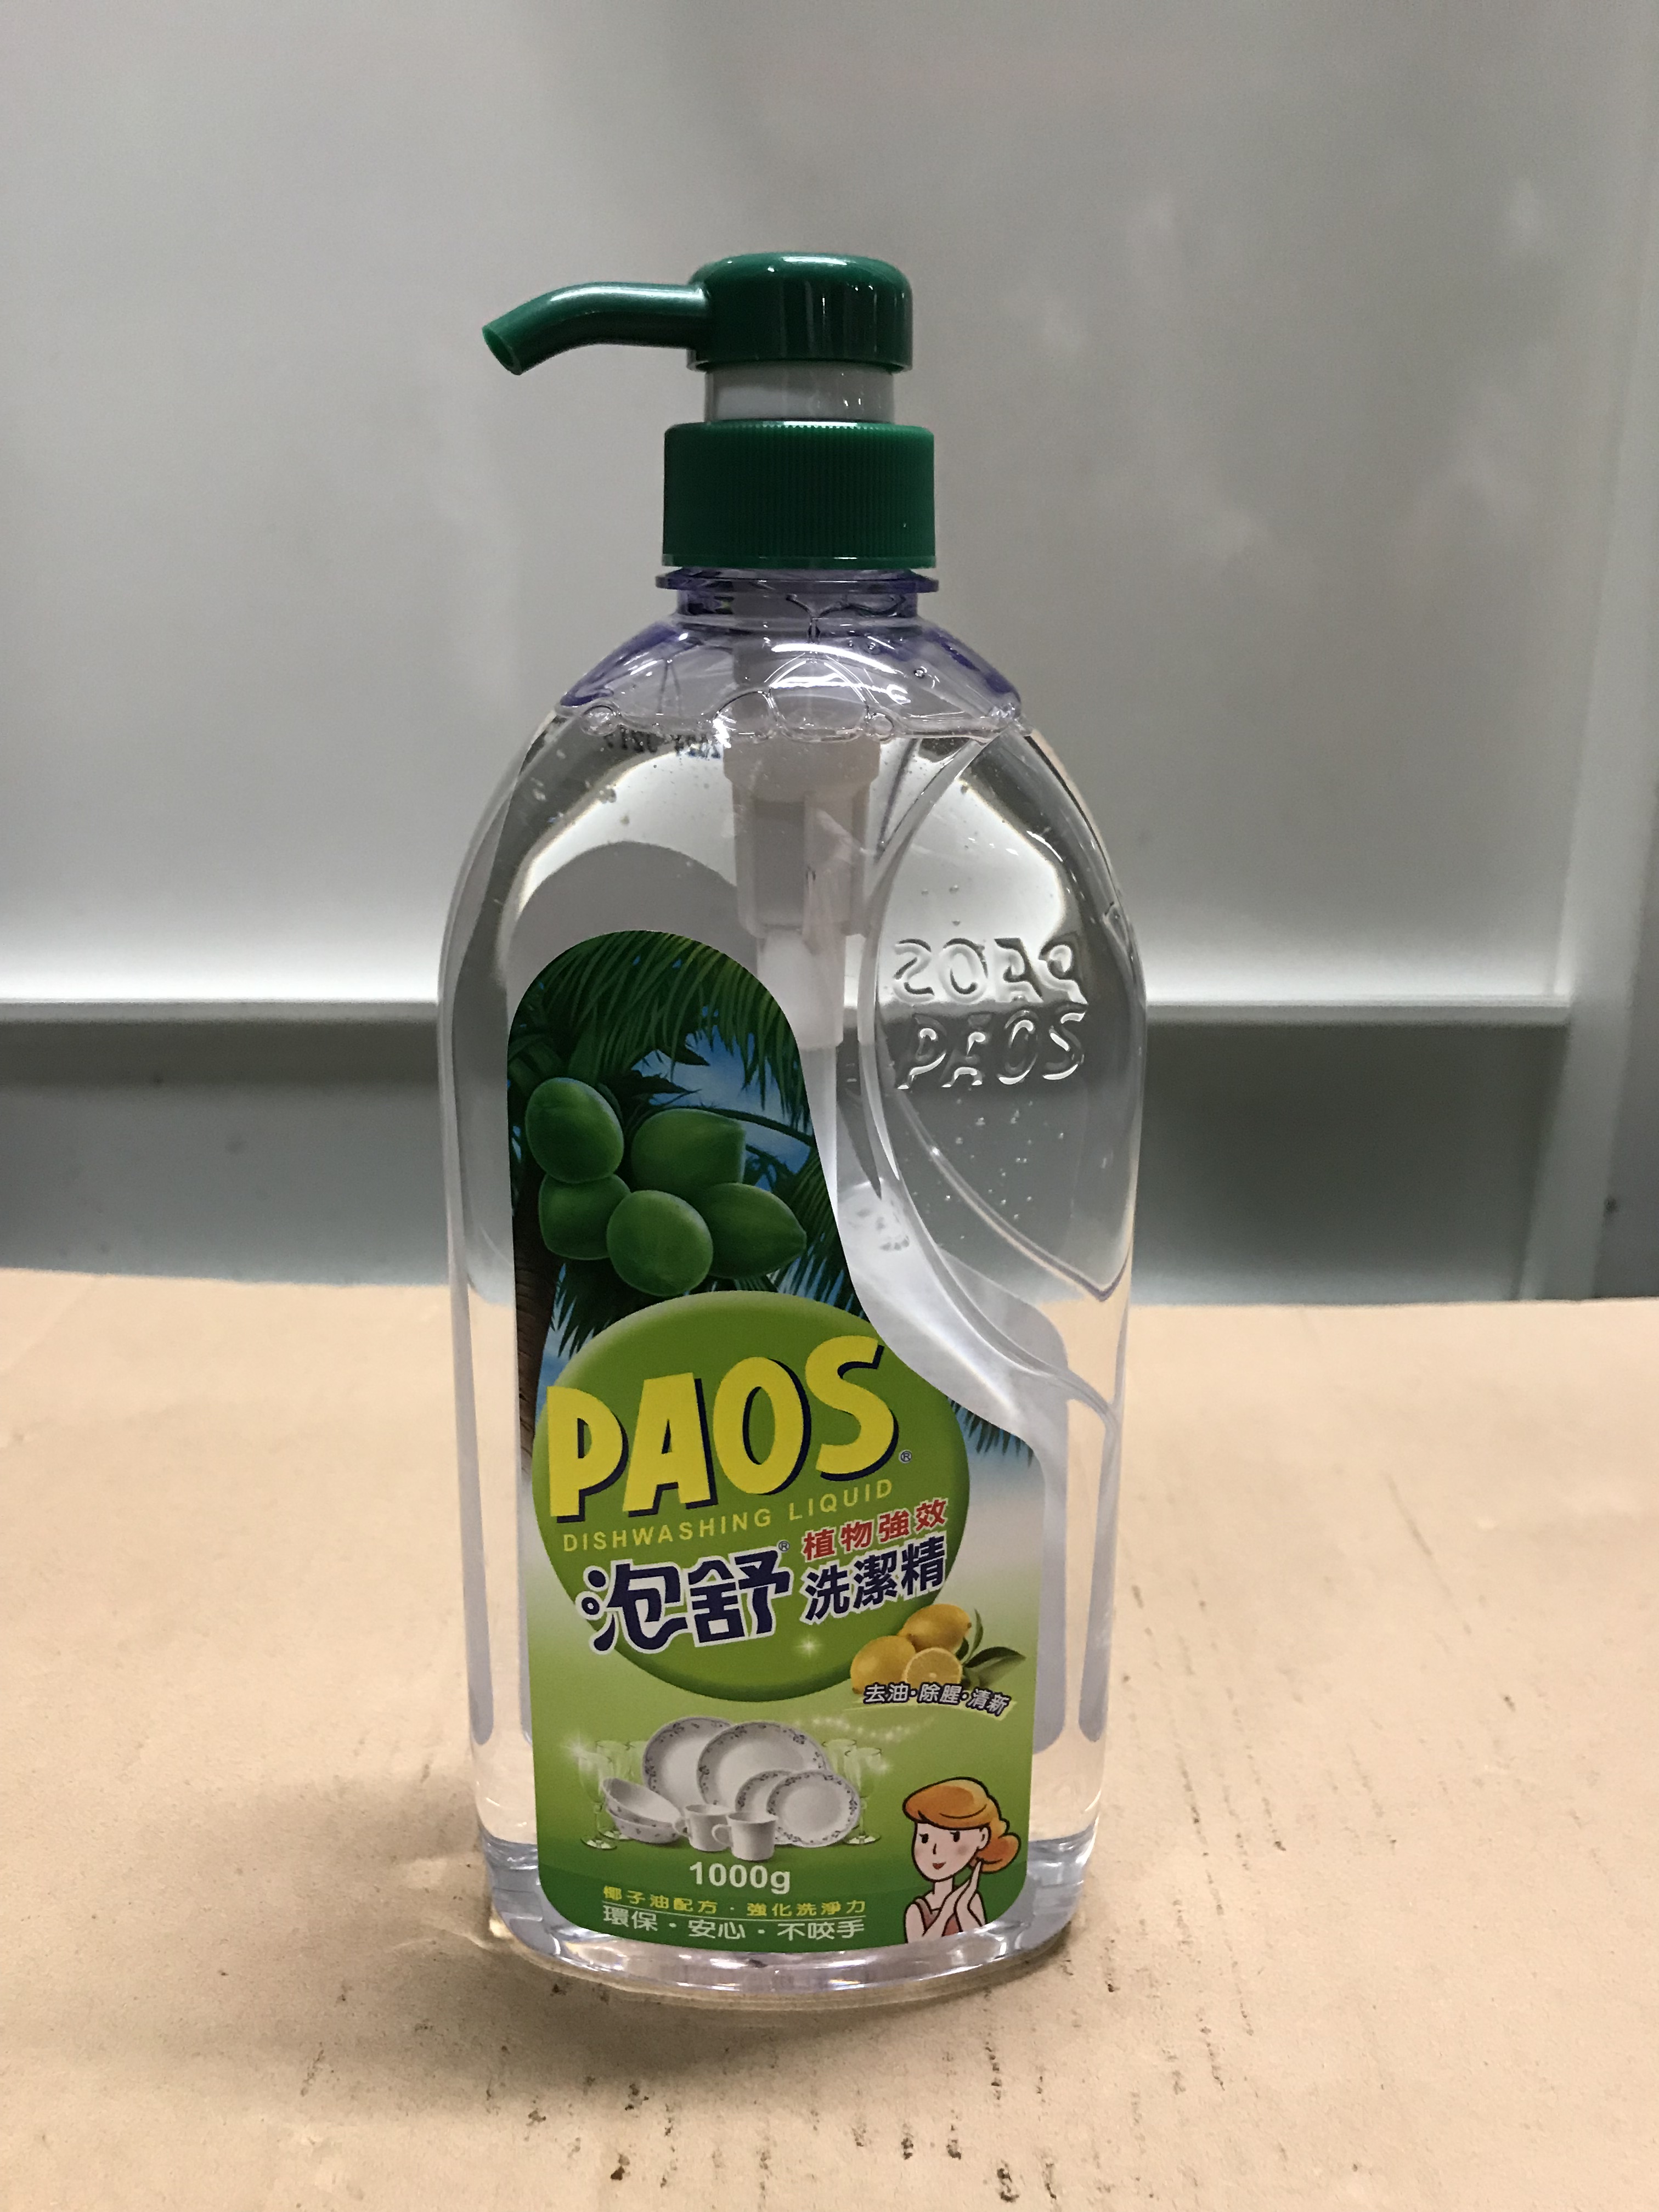 PAOS
PAOS
PAOS®
DISHWASHING LIQUID
泡舒®
植物強效
洗潔精
去油·除腥·清新
1000g
椰子油配方·強化洗淨力
環保·安心·不咬手